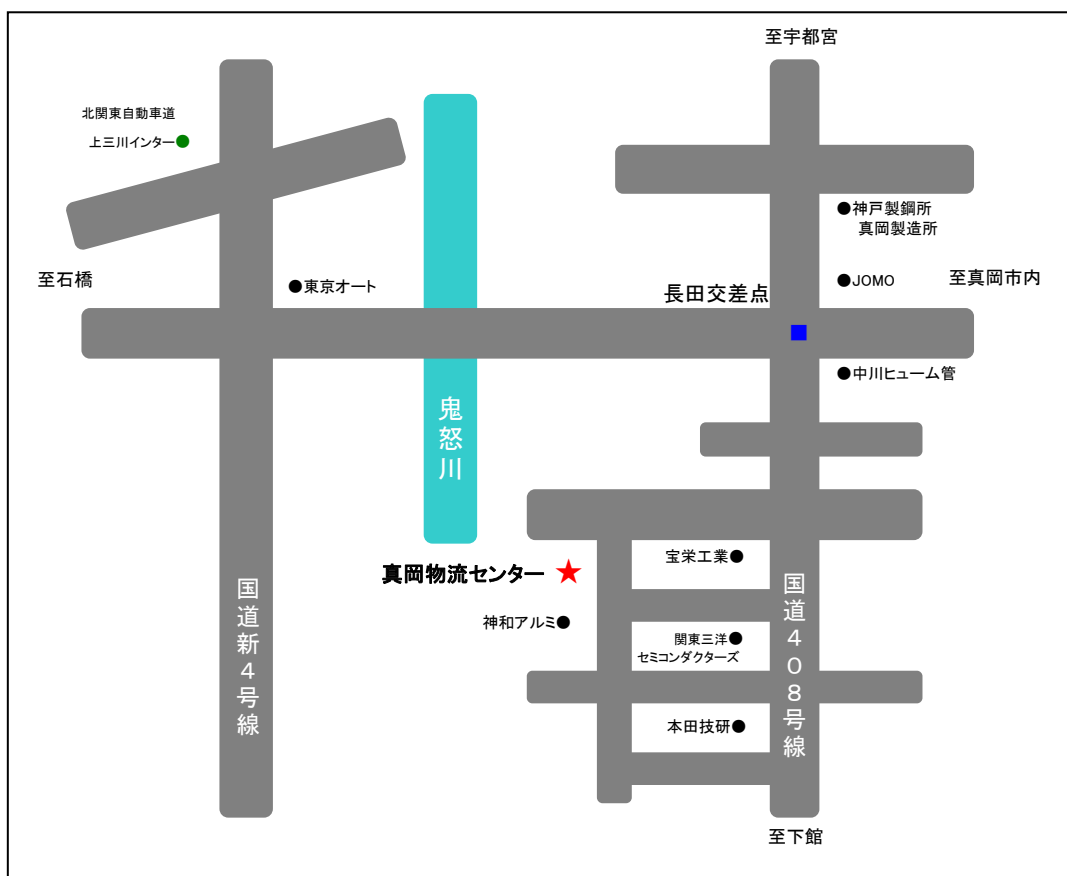 至宇都宮
北関東自動車道
上三川インター●
●神戸製鋼所
真岡製造所
至石橋
●東京オート
長田交差点
●JOMO
至真岡市内
●中川ヒューム管
鬼怒川
宝栄工業●
真岡物流センター ★
神和アルミ●
関東三洋●
セミコンダクターズ
国道新4号線
国道408号線
本田技研●
至下館